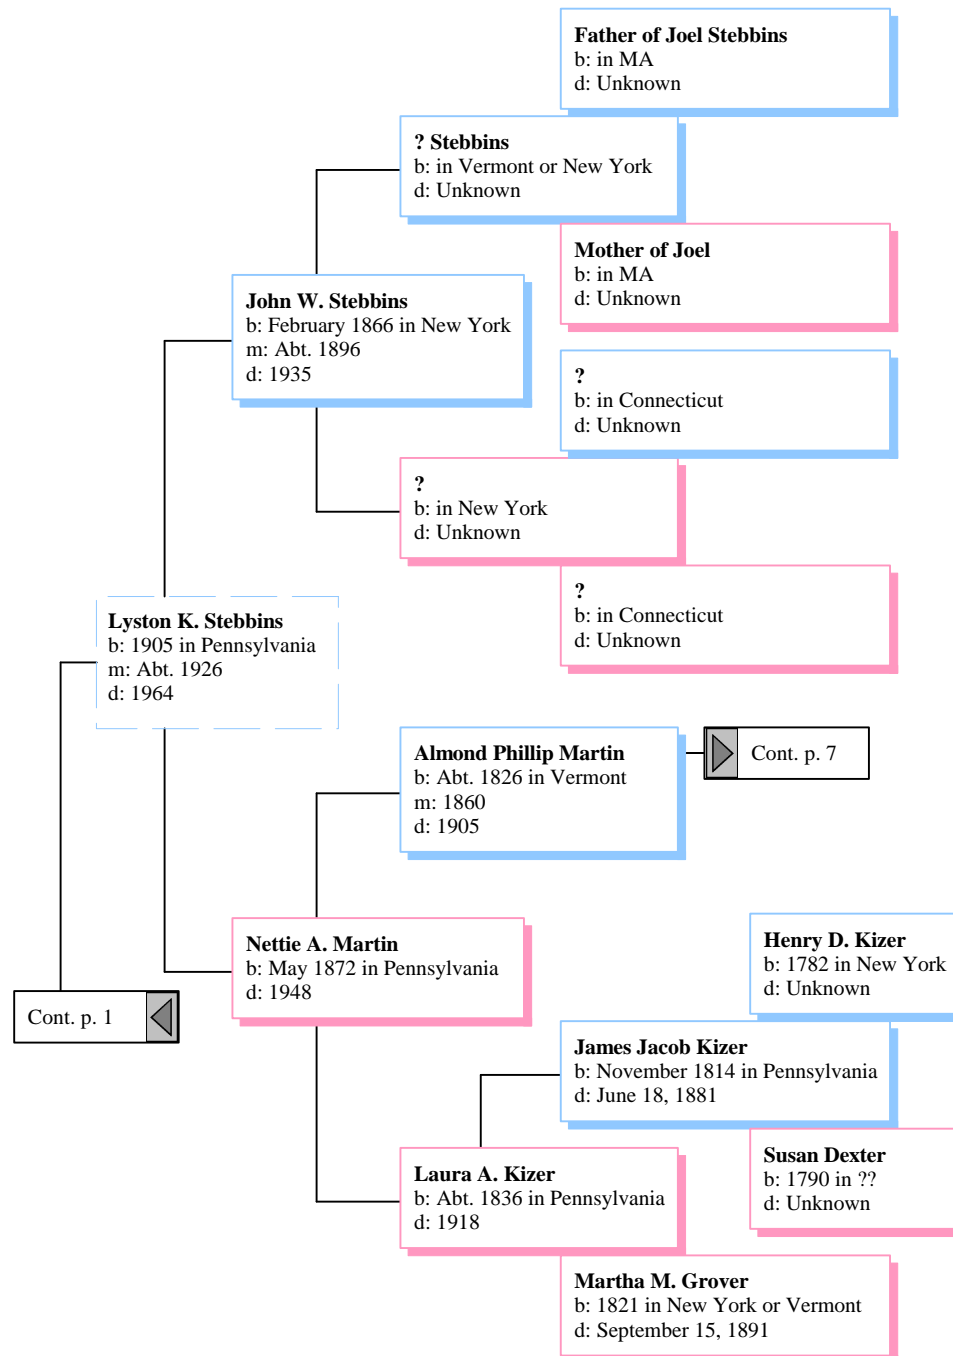 Father of Joel Stebbins
b: in MA
d: Unknown
? Stebbins
b: in Vermont or New York
d: Unknown
Mother of Joel
b: in MA
d: Unknown
John W. Stebbins
b: February 1866 in New York
m: Abt. 1896
d: 1935
?
b: in Connecticut
d: Unknown
?
b: in New York
d: Unknown
?
b: in Connecticut
d: Unknown
Lyston K. Stebbins
b: 1905 in Pennsylvania
m: Abt. 1926
d: 1964
Almond Phillip Martin
b: Abt. 1826 in Vermont
m: 1860
d: 1905
Cont. p. 7
Nettie A. Martin
b: May 1872 in Pennsylvania
d: 1948
Henry D. Kizer
b: 1782 in New York
d: Unknown
Cont. p. 1
James Jacob Kizer
b: November 1814 in Pennsylvania
d: June 18, 1881
Susan Dexter
b: 1790 in ??
d: Unknown
Laura A. Kizer
b: Abt. 1836 in Pennsylvania
d: 1918
Martha M. Grover
b: 1821 in New York or Vermont
d: September 15, 1891